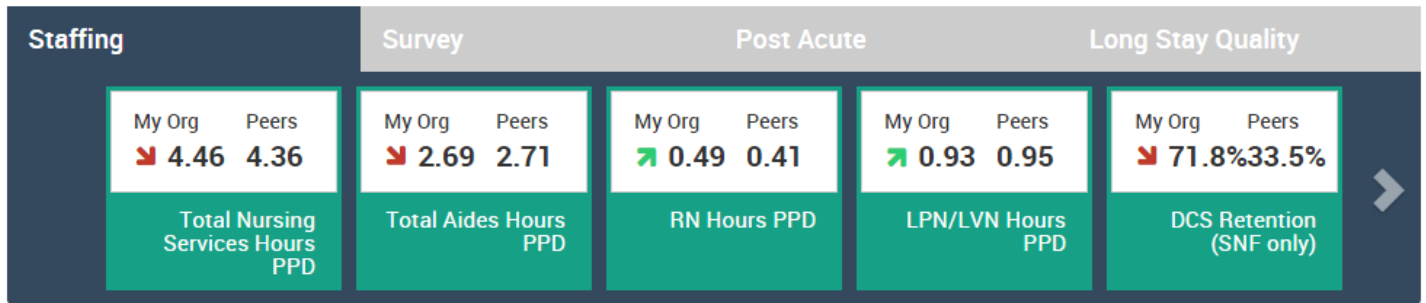 Staffing Survey Post Acute Long Stay Quality
My Org Peers My Org Peers My Org Peers My Org Peers My Org Peers
4.46 4.36 2.69 2.71 0.49 0.41 0.93 0.95 71.8%33.5%
Total Nursing
Services Hours
PPD
Total Aides Hours
PPD
RN Hours PPD
LPN/LVN Hours
PPD
DCS Retention
(SNF only)